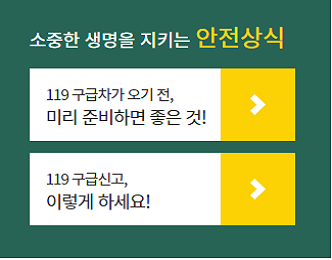 소중한 생명을 지키는 안전상식
119 구급차가 오기 전,
미리 준비하면 좋은 것!
119 구급신고,
이렇게 하세요!